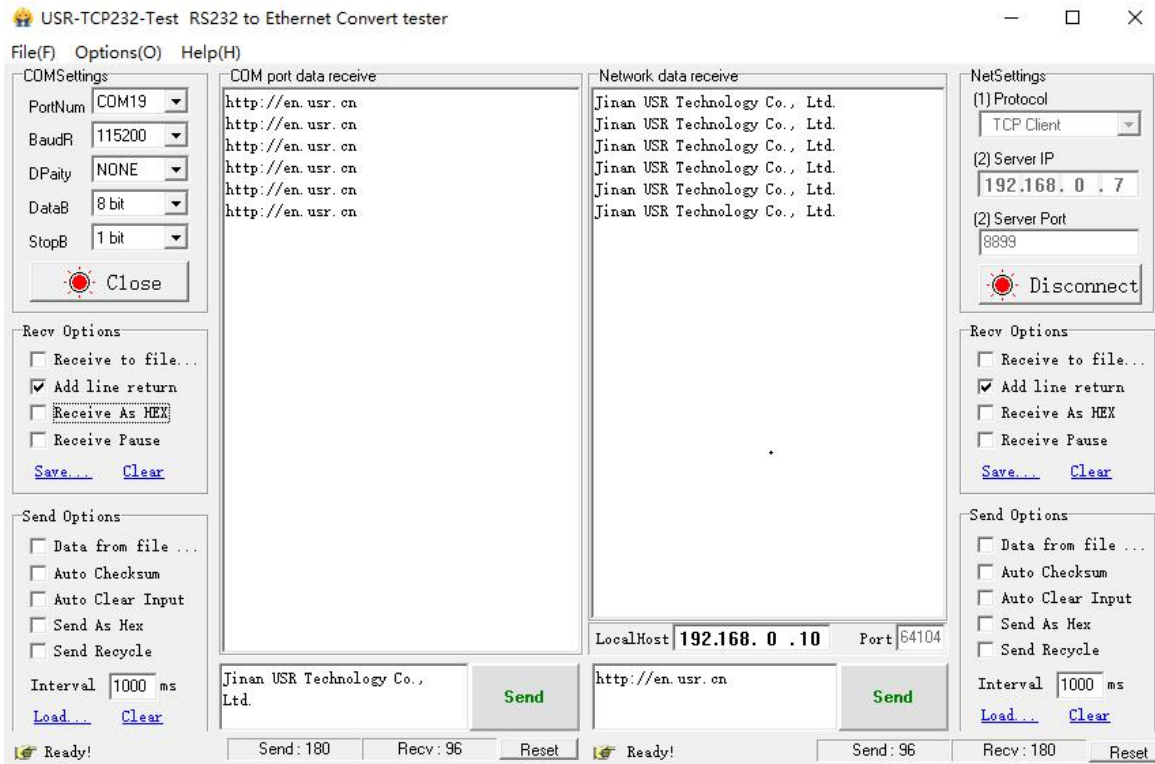 USR-TCP232-Test RS232 to Ethernet Convert tester
File(F) Options(O) Help(H)
COMSettings
PortNum COM19
BaudR 115200
DPaity NONE
DataB 8 bit
StopB 1 bit
Close
Recv Options
Receive to file...
Add line return
Receive As HEX
Receive Pause
Save... Clear
Send Options
Data from file ...
Auto Checksum
Auto Clear Input
Send As Hex
Send Recycle
Interval 1000 ms
Load... Clear
COM port data receive
http://en.usr.cn
http://en.usr.cn
http://en.usr.cn
http://en.usr.cn
http://en.usr.cn
http://en.usr.cn
Jinan USR Technology Co.,
Ltd.
Send
Network data receive
Jinan USR Technology Co., Ltd.
Jinan USR Technology Co., Ltd.
Jinan USR Technology Co., Ltd.
Jinan USR Technology Co., Ltd.
Jinan USR Technology Co., Ltd.
Jinan USR Technology Co., Ltd.
LocalHost 192.168. 0 .10 Port 64104
http://en.usr.cn
Send
NetSettings
(1) Protocol
TCP Client
(2) Server IP
192.168. 0 . 7
(2) Server Port
8899
Disconnect
Recv Options
Receive to file...
Add line return
Receive As HEX
Receive Pause
Save... Clear
Send Options
Data from file ...
Auto Checksum
Auto Clear Input
Send As Hex
Send Recycle
Interval 1000 ms
Load... Clear
Ready! Send : 180 Recv : 96 Reset Ready! Send : 96 Recv : 180 Reset